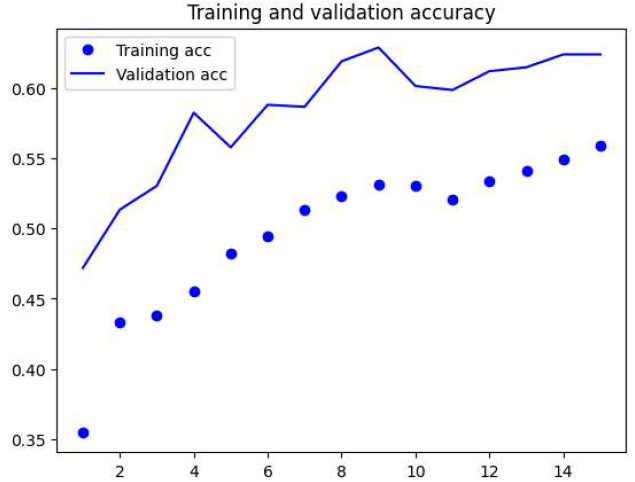 Training and validation accuracy
Training acc
Validation acc
0.60
0.55
0.50
0.45
0.40
0.35
2 4 6 8 10 12 14